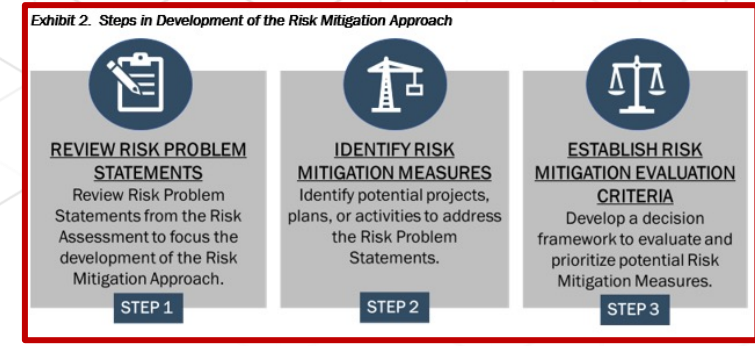 Exhibit 2. Steps in Development of the Risk Mitigation Approach
REVIEW RISK PROBLEM
STATEMENTS
Review Risk Problem
Statements from the Risk
Assessment to focus the
development of the Risk
Mitigation Approach.
STEP 1
IDENTIFY RISK
MITIGATION MEASURES
Identify potential projects,
plans, or activities to address
the Risk Problem
Statements.
STEP 2
ESTABLISH RISK
MITIGATION EVALUATION
CRITERIA
Develop a decision
framework to evaluate and
prioritize potential Risk
Mitigation Measures.
STEP 3